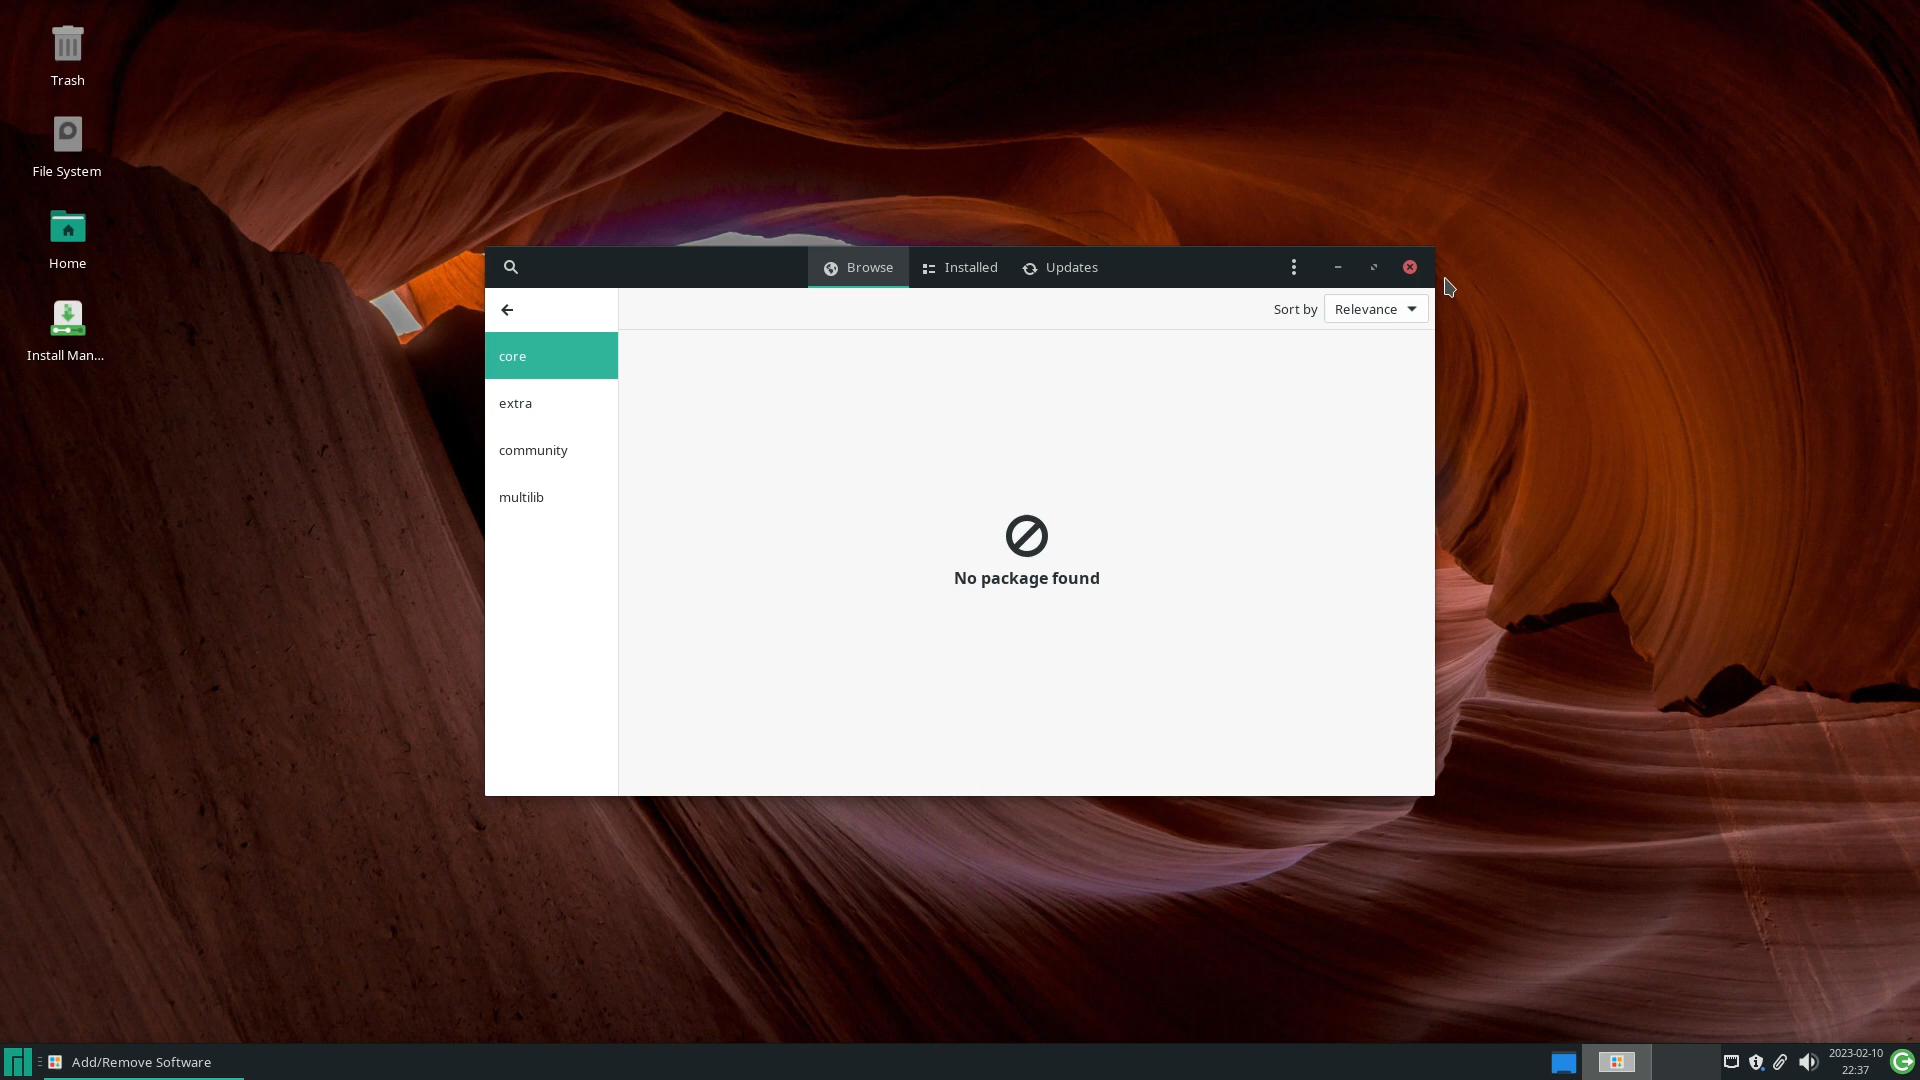 Trash
File System
Home
Install Man...
Browse
Installed
Updates
Sort by
Relevance
core
extra
community
multilib
No package found
Add/Remove Software
2023-02-10
22:37